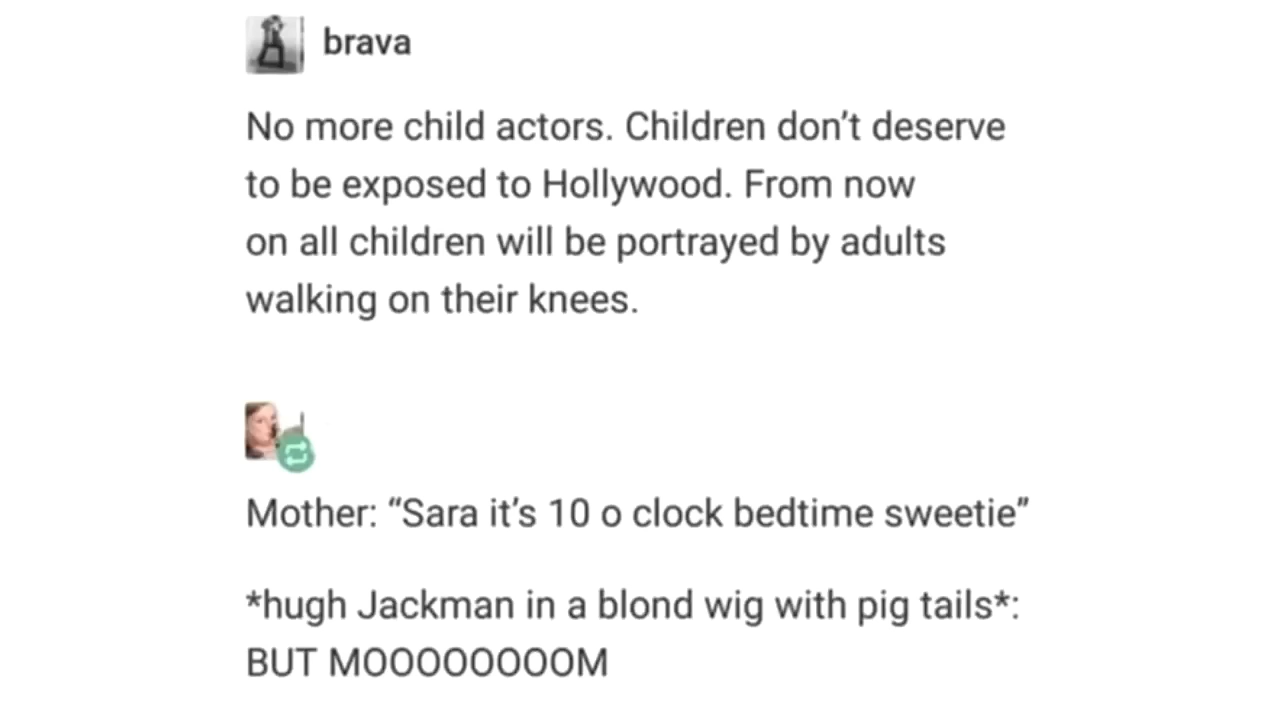 brava
No more child actors. Children don’t deserve
to be exposed to Hollywood. From now
on all children will be portrayed by adults
walking on their knees.
Mother: “Sara it’s 10 o clock bedtime sweetie”
*hugh Jackman in a blond wig with pig tails*:
BUT MOOOOOOOOM